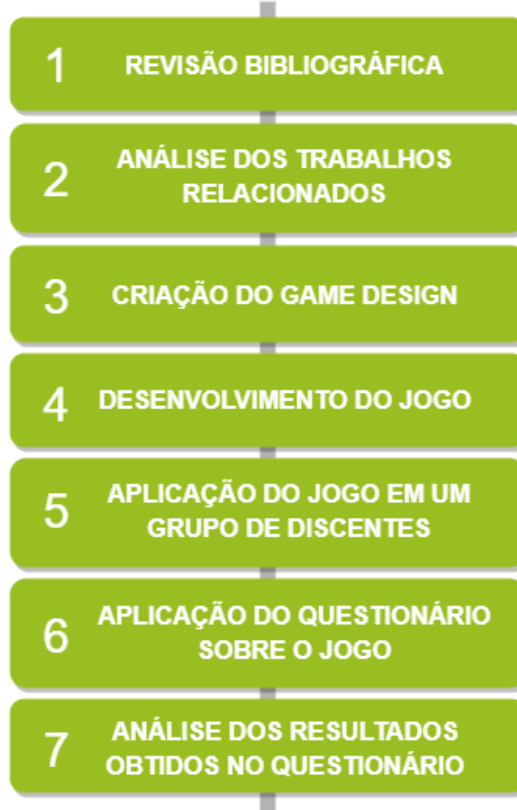 1 REVISÃO BIBLIOGRÁFICA
2 ANÁLISE DOS TRABALHOS
RELACIONADOS
3 CRIAÇÃO DO GAME DESIGN
4 DESENVOLVIMENTO DO JOGO
5 APLICAÇÃO DO JOGO EM UM
GRUPO DE DISCENTES
6 APLICAÇÃO DO QUESTIONÁRIO
SOBRE O JOGO
7 ANÁLISE DOS RESULTADOS
OBTIDOS NO QUESTIONÁRIO